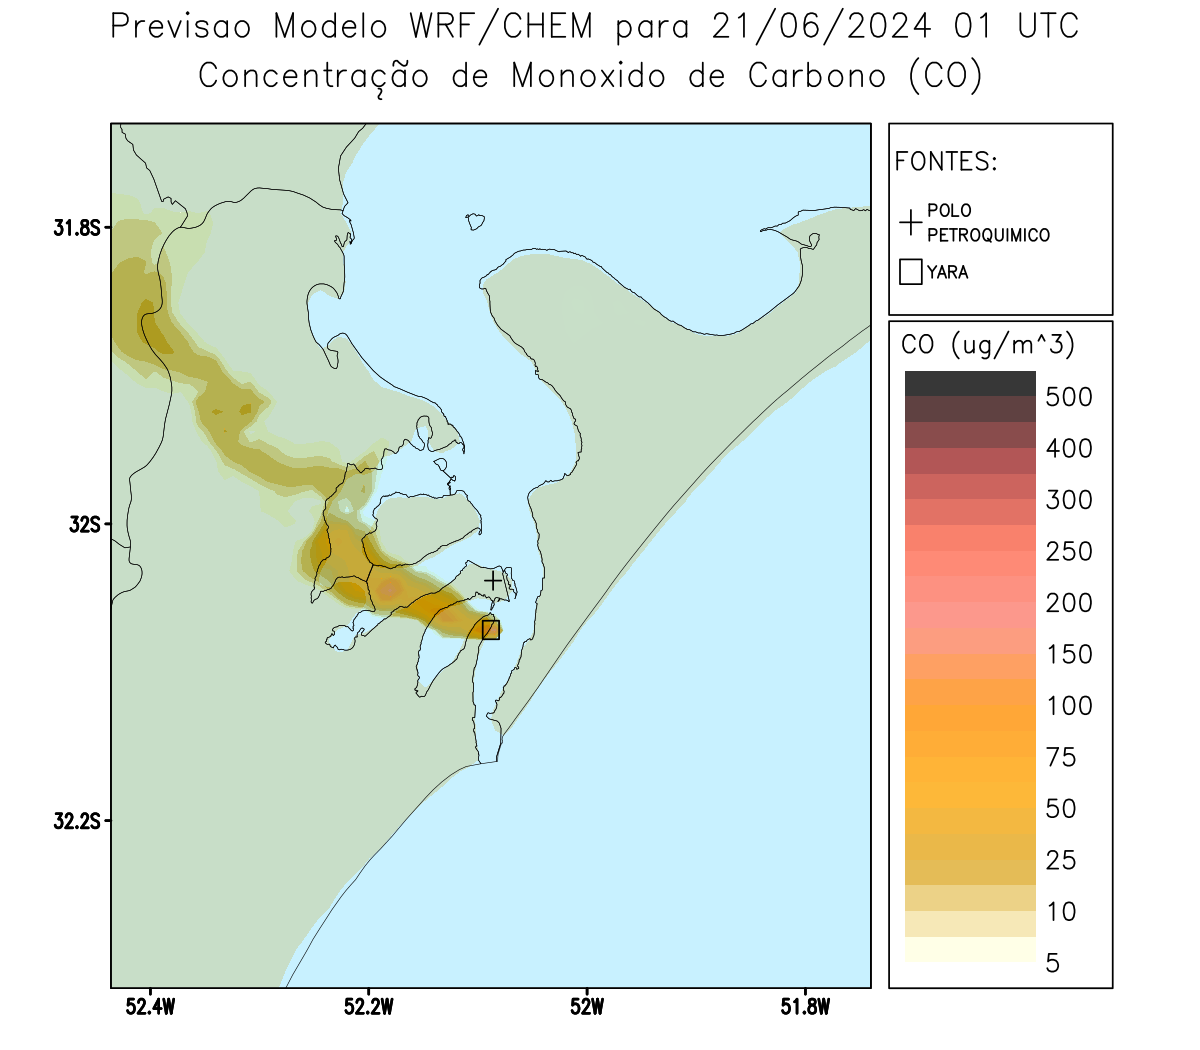 Previsao Modelo WRF/CHEM para 21/06/2024 01 UTC
Concentração de Monoxido de Carbono (CO)
FONTES:
POLO
PETROQUIMICO
YARA
CO (ug/m^3)
500
400
300
250
200
150
100
75
50
25
10
5
31.8S
32S
32.2S
52.4W
52.2W
52W
51.8W